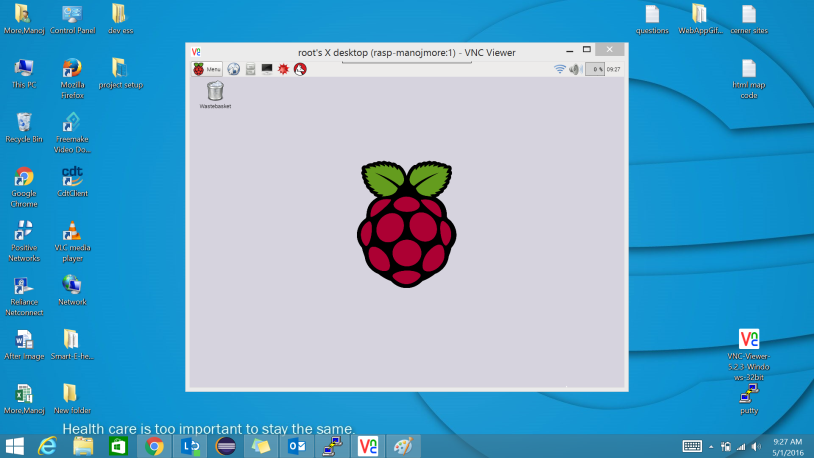 More,Manoj
Control Panel
dev ess
questions
WebAppGif...
cerner sites
root's X desktop (rasp-manojmore:1) - VNC Viewer
Menu
0 %
09:27
Wastebasket
This PC
Mozilla
Firefox
project setup
html map
code
Recycle Bin
Freemake
Video Do...
Google
Chrome
CdtClient
cdt
Positive
Networks
VLC media
player
Reliance
Netconnect
Network
After Image
Smart-E-he...
VNC-Viewer-
5.2.3-Windo
ws-32bit
More,Manoj
New folder
putty
Health care is too important to stay the same.
9:27 AM
5/1/2016